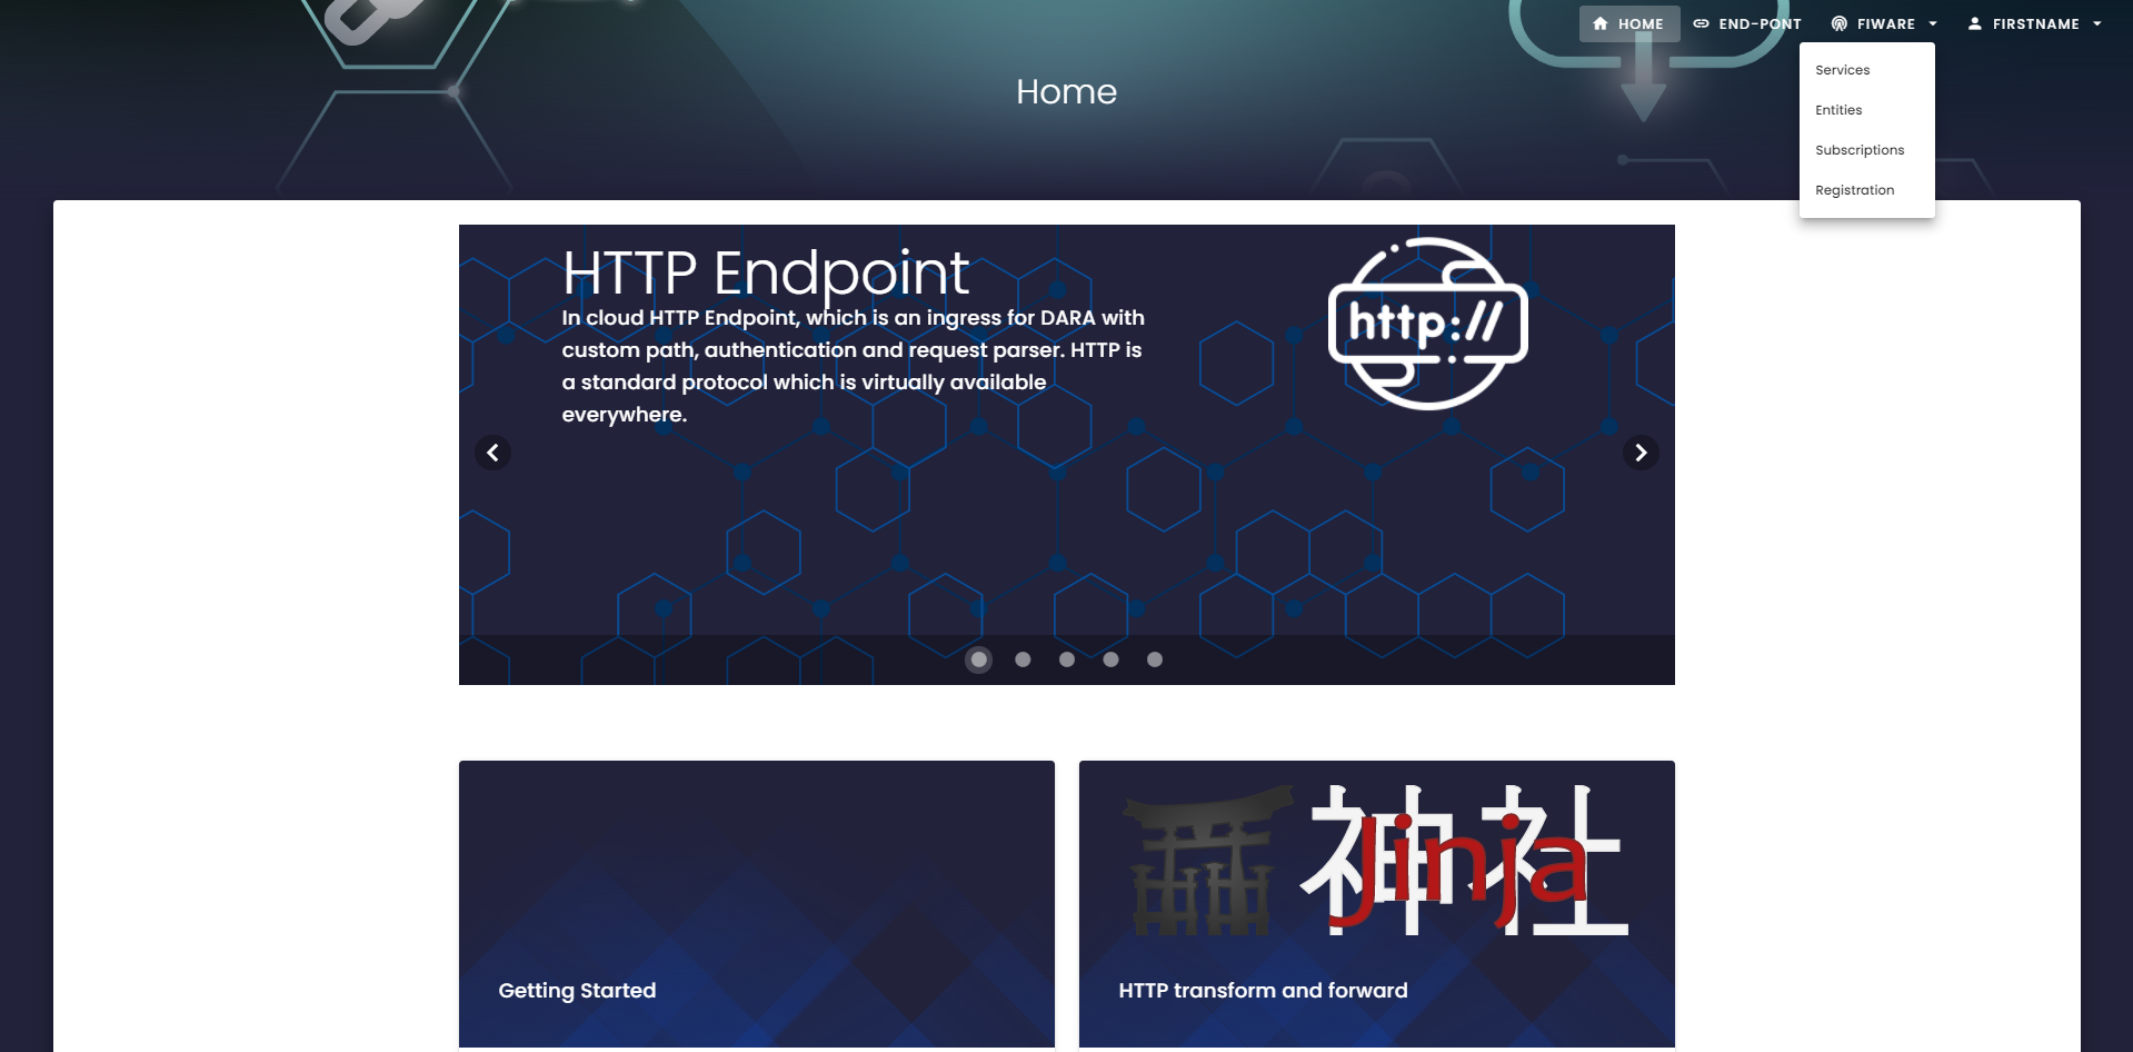 HOME
END-PONT
FIWARE
FIRSTNAME
Services
Entities
Subscriptions
Registration
Home
HTTP Endpoint
In cloud HTTP Endpoint, which is an ingress for DARA with
custom path, authentication and request parser. HTTP is
a standard protocol which is virtually available
everywhere.
http://
神社
Jinja
Getting Started
HTTP transform and forward